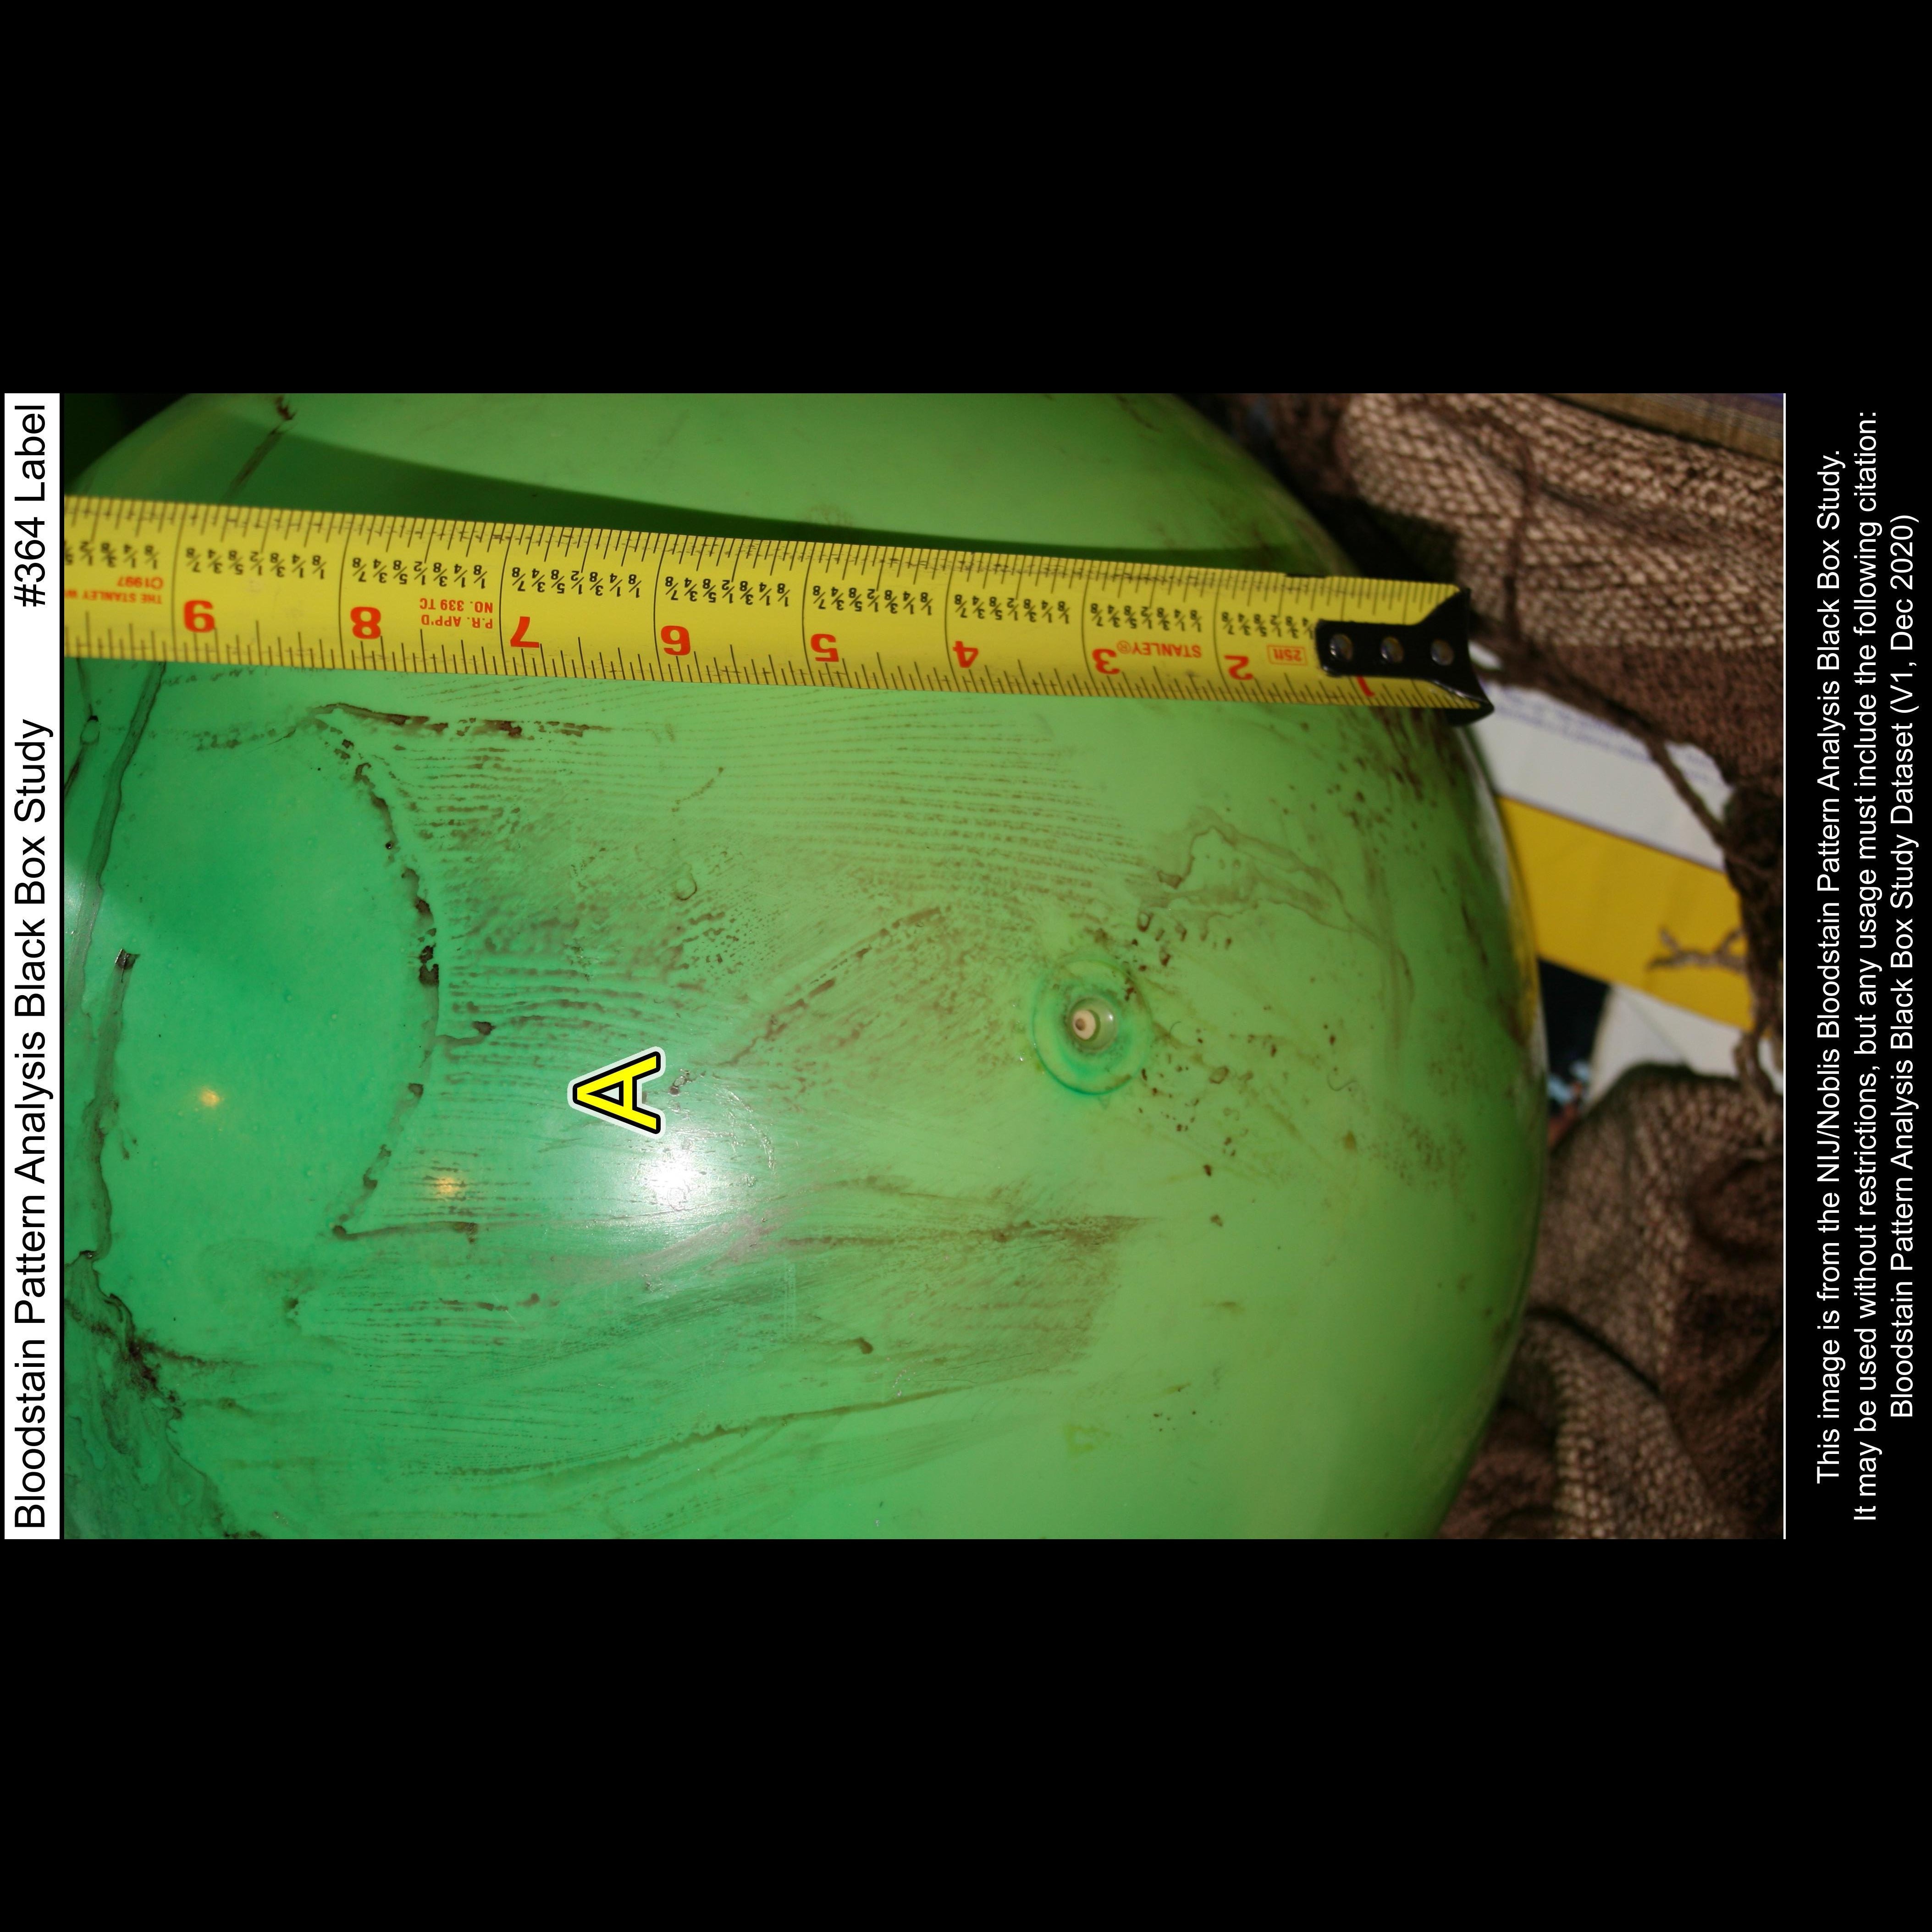 Bloodstain Pattern Analysis Black Box Study #364 Label
A
1 2 3 4 5 6 7 8 9
25ft
STANLEY®
P.R. APP'D
NO. 339 TC
©1997
THE STANLEY
This image is from the NIJ/Noblis Bloodstain Pattern Analysis Black Box Study.
It may be used without restrictions, but any usage must include the following citation:
Bloodstain Pattern Analysis Black Box Study Dataset (V1, Dec 2020)